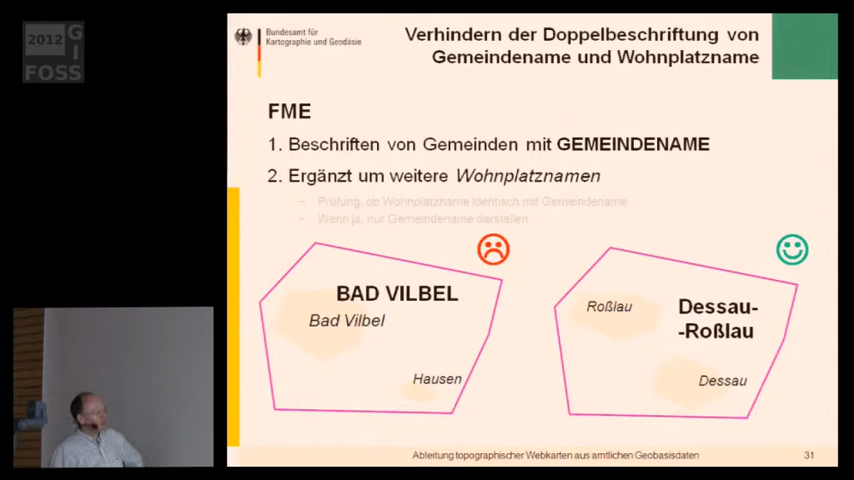 2012 GI
FOSS
Bundesamt für
Kartographie und Geodäsie
Verhindern der Doppelbeschriftung von
Gemeindename und Wohnplatzname
FME
1. Beschriften von Gemeinden mit GEMEINDENAME
2. Ergänzt um weitere Wohnplatznamen
– Prüfung, ob Wohnplatzname identisch mit Gemeindename
– Wenn ja, nur Gemeindename darstellen
BAD VILBEL
Bad Vilbel
Hausen
Roßlau
Dessau-
-Roßlau
Dessau
Ableitung topographischer Webkarten aus amtlichen Geobasisdaten
31